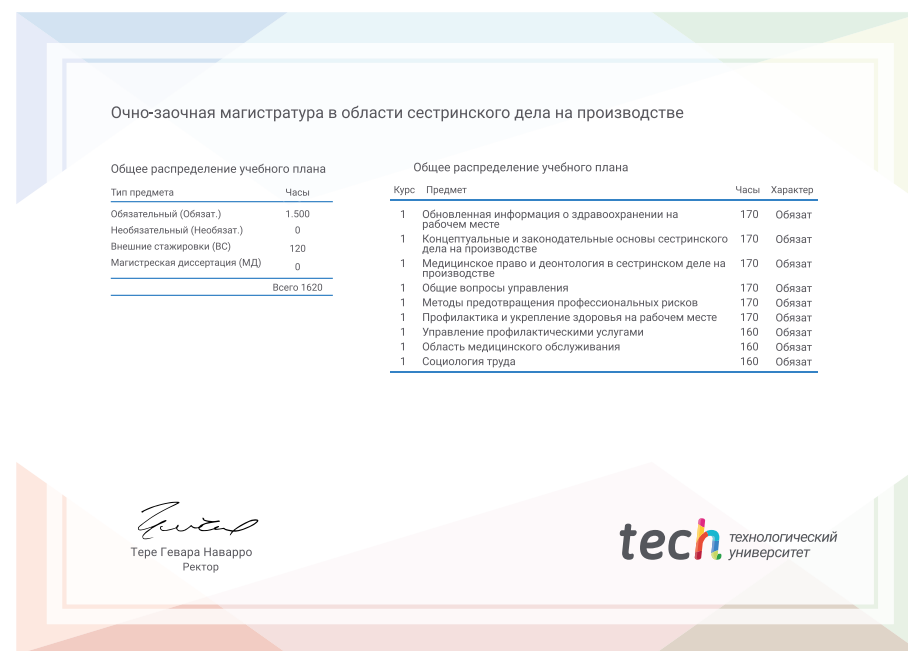 Очно-заочная магистратура в области сестринского дела на производстве
Общее распределение учебного плана
Тип предмета Часы
Обязательный (Обязат.) 1.500
Необязательный (Необязат.) 0
Внешние стажировки (ВС) 120
Магистреская диссертация (МД) 0
Всего 1620
Общее распределение учебного плана
Курс Предмет Часы Характер
1 Обновленная информация о здравоохранении на 170 Обязат
рабочем месте
1 Концептуальные и законодательные основы сестринского 170 Обязат
дела на производстве
1 Медицинское право и деонтология в сестринском деле на 170 Обязат
производстве
1 Общие вопросы управления 170 Обязат
1 Методы предотвращения профессиональных рисков 170 Обязат
1 Профилактика и укрепление здоровья на рабочем месте 170 Обязат
1 Управление профилактическими услугами 160 Обязат
1 Область медицинского обслуживания 160 Обязат
1 Социология труда 160 Обязат
Тере Гевара Наварро
Ректор
tech технологический
университет